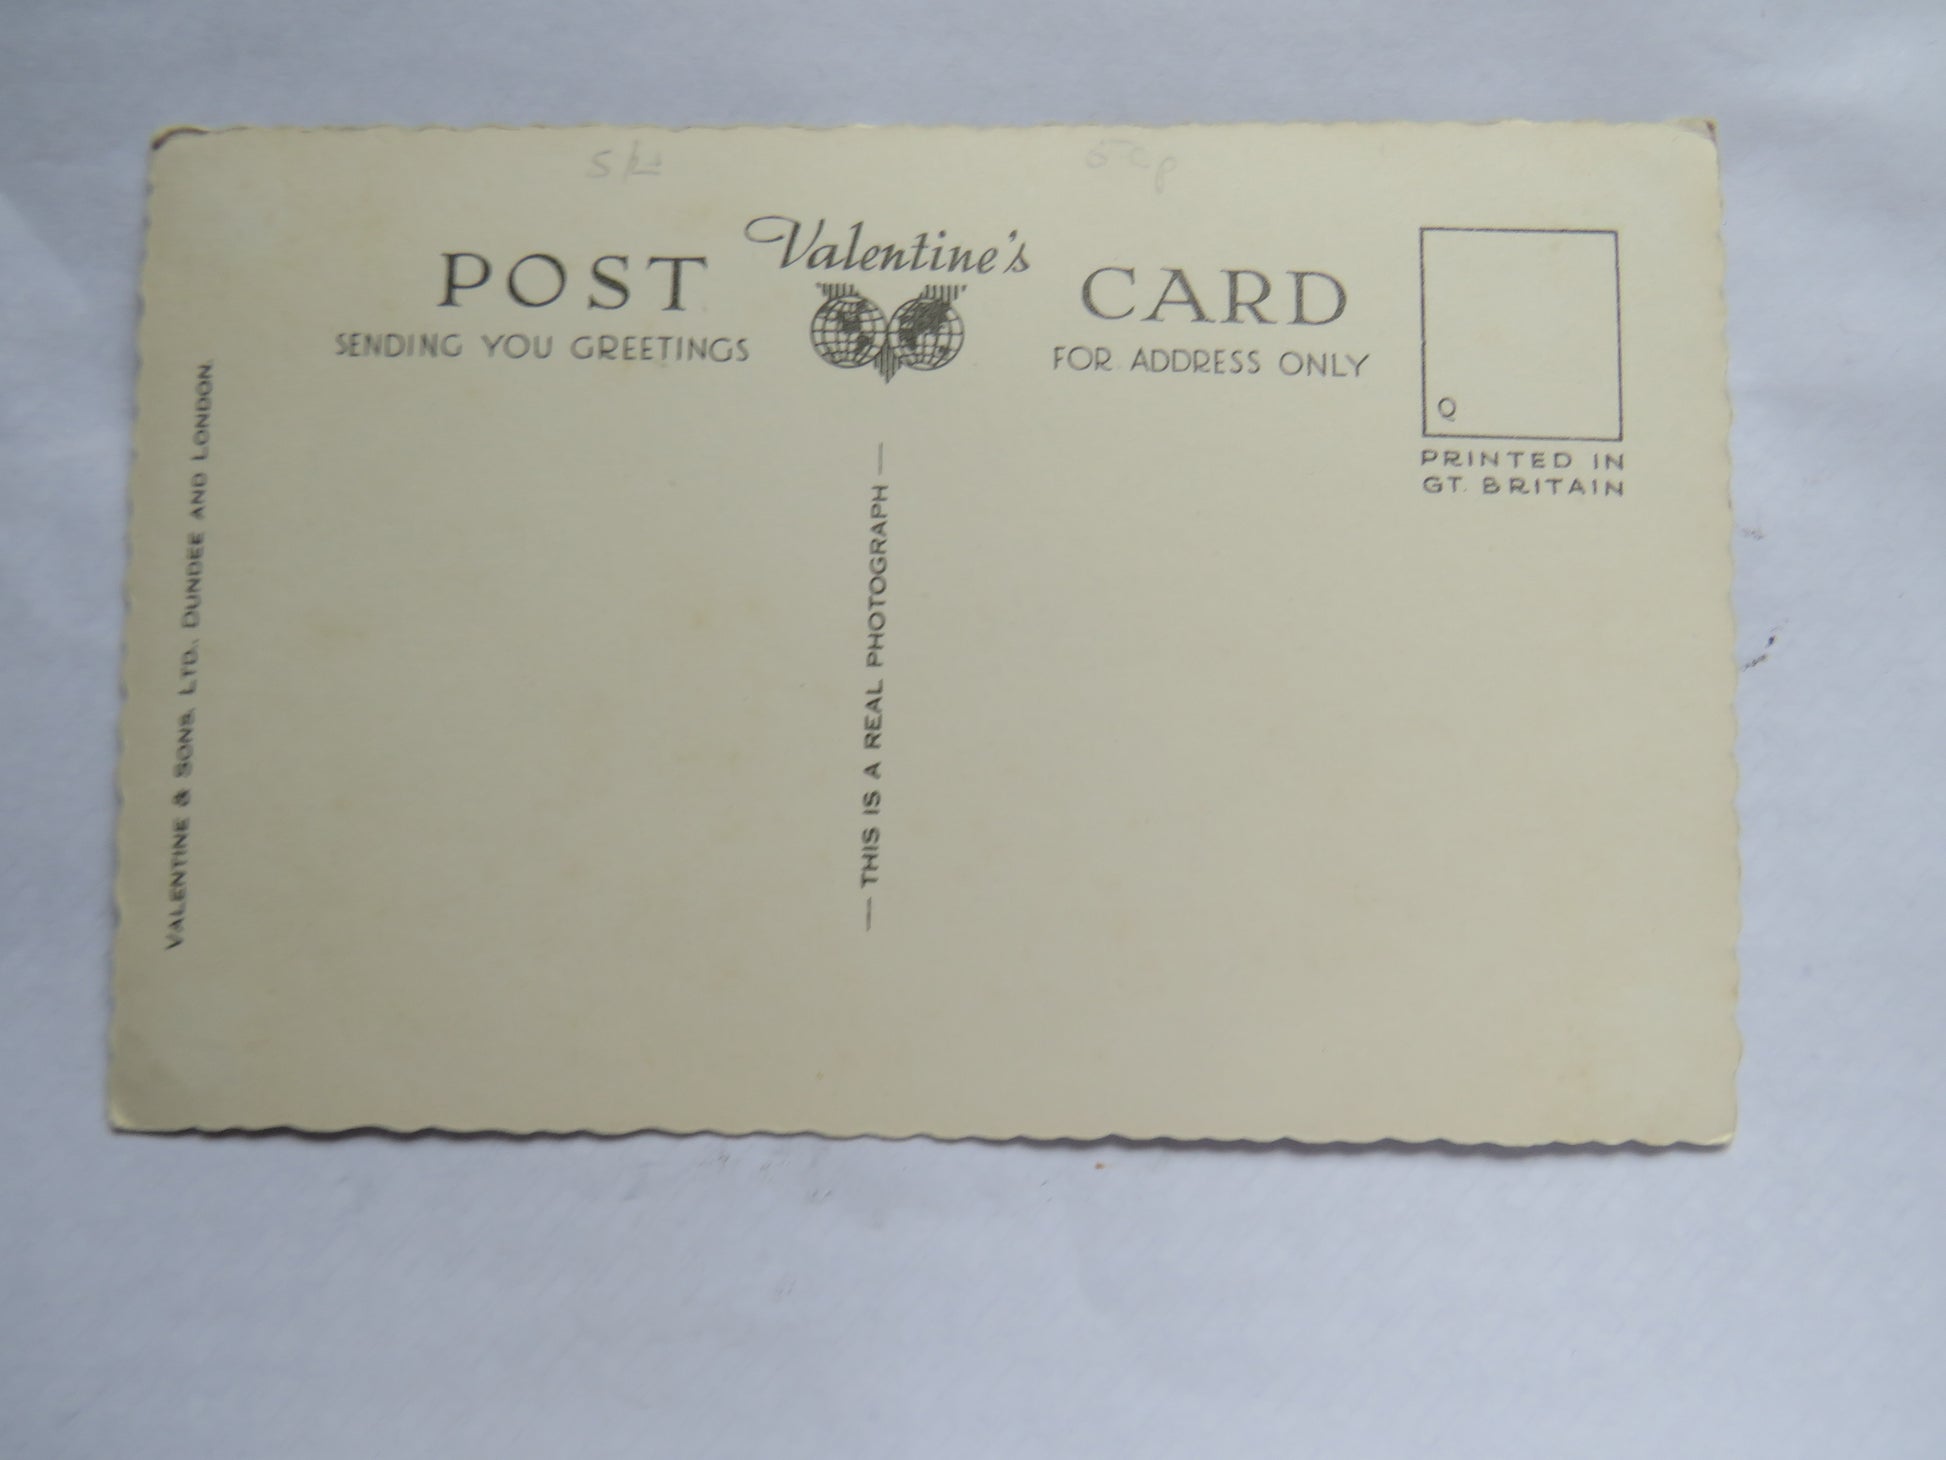 Valentine's
POST CARD
SENDING YOU GREETINGS
FOR ADDRESS ONLY
Q
PRINTED IN
GT. BRITAIN
VALENTINE & SONS, LTD., DUNDEE AND LONDON.
— THIS IS A REAL PHOTOGRAPH —